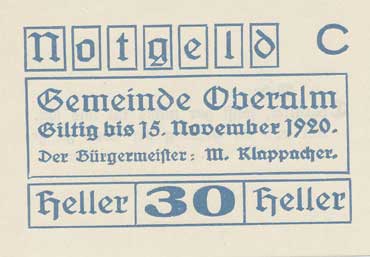 Notgeld C
Gemeinde Oberalm
Giltig bis 15. November 1920.
Der Bürgermeister: M. Klappacher.
Heller 30 Heller